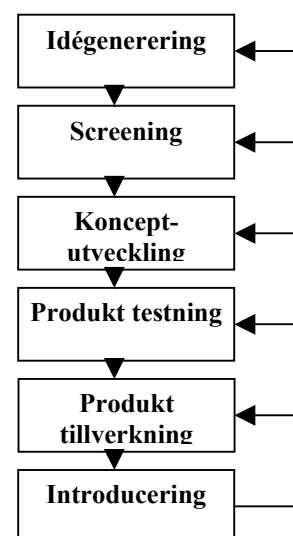 Idégenerering
Screening
Koncept-
utveckling
Produkt testning
Produkt
tillverkning
Introducering